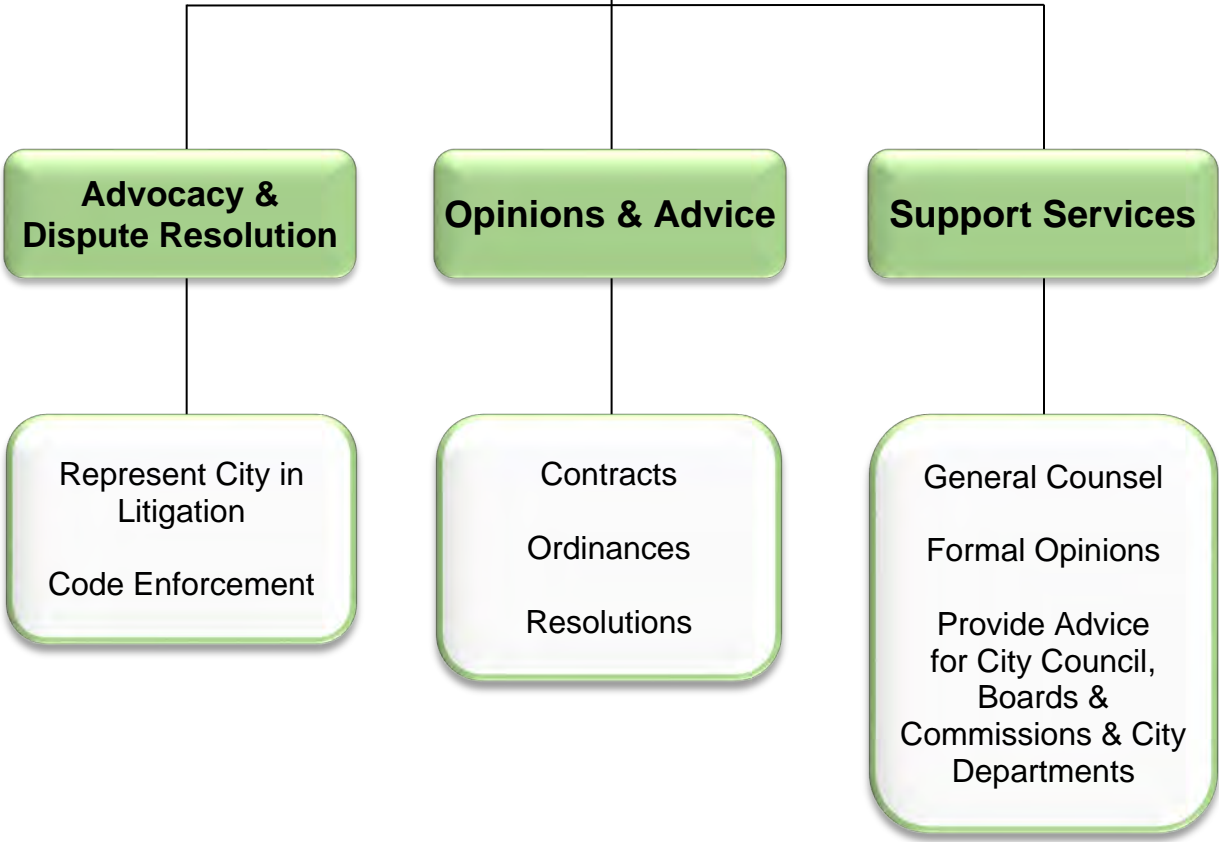 Advocacy &
Dispute Resolution
Opinions & Advice
Support Services
Represent City in
Litigation
Code Enforcement
Contracts
Ordinances
Resolutions
General Counsel
Formal Opinions
Provide Advice
for City Council,
Boards &
Commissions & City
Departments